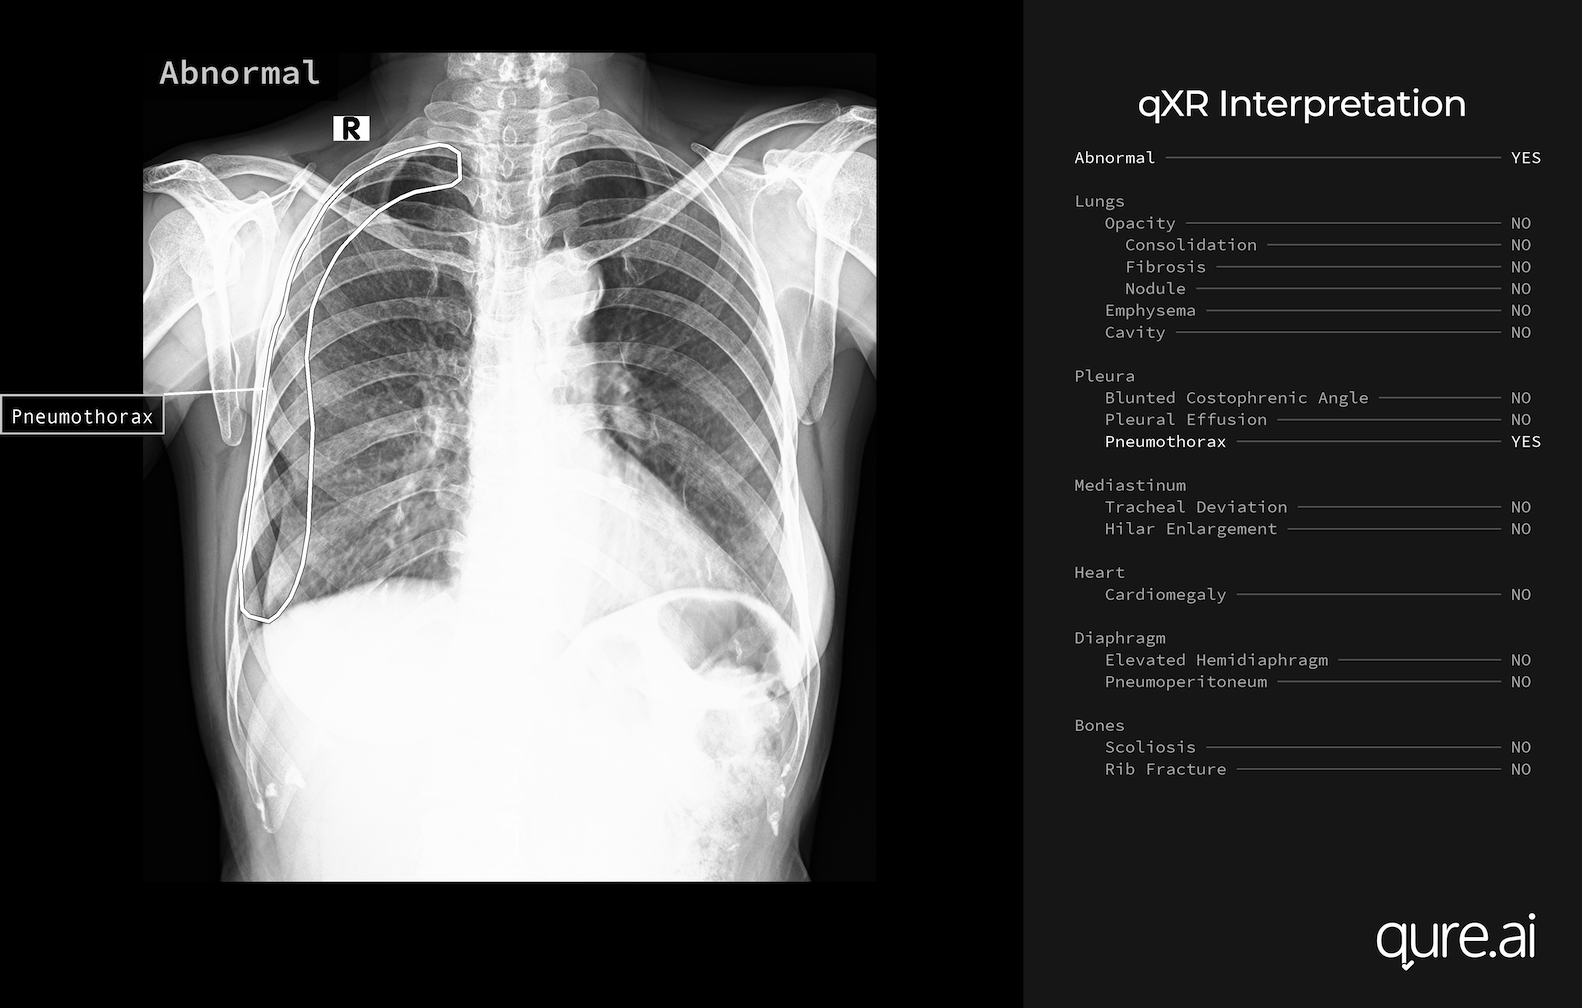 Abnormal
R
Pneumothorax
qXR Interpretation
Abnormal YES
Lungs
Opacity NO
Consolidation NO
Fibrosis NO
Nodule NO
Emphysema NO
Cavity NO
Pleura
Blunted Costophrenic Angle NO
Pleural Effusion NO
Pneumothorax YES
Mediastinum
Tracheal Deviation NO
Hilar Enlargement NO
Heart
Cardiomegaly NO
Diaphragm
Elevated Hemidiaphragm NO
Pneumoperitoneum NO
Bones
Scoliosis NO
Rib Fracture NO
qure.ai